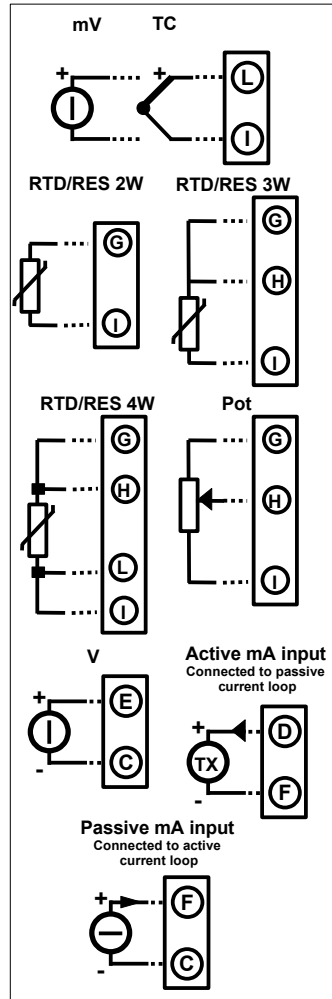 mV TC
+ + L
I
RTD/RES 2W RTD/RES 3W
G G
H
I I
RTD/RES 4W Pot
G G
H H
L
I I
V Active mA input
Connected to passive
current loop
+ E + D
TX
- C - F
Passive mA input
Connected to active
current loop
+ F
- C